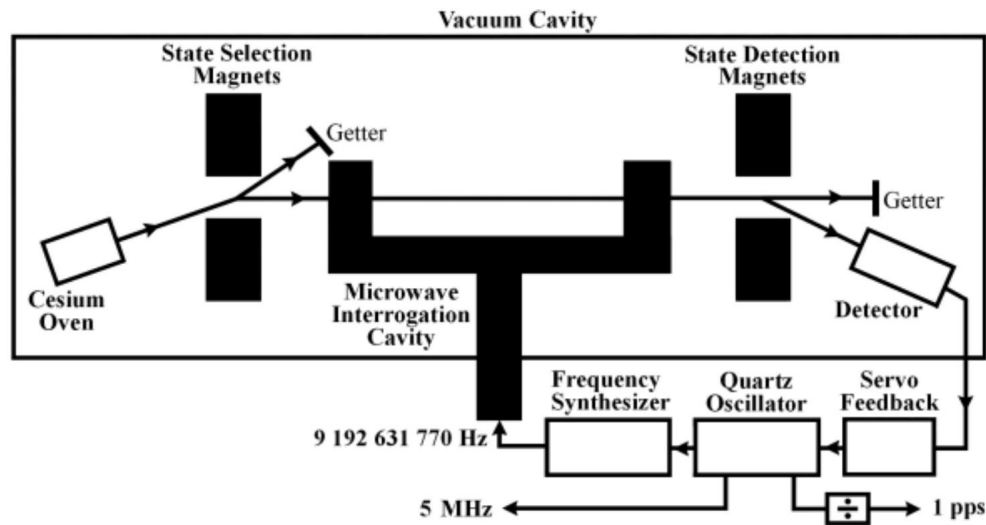 Vacuum Cavity
State Selection
Magnets
State Detection
Magnets
Getter
Getter
Cesium
Oven
Microwave
Interrogation
Cavity
Detector
Frequency
Synthesizer
Quartz
Oscillator
Servo
Feedback
9 192 631 770 Hz
5 MHz
÷
1 pps